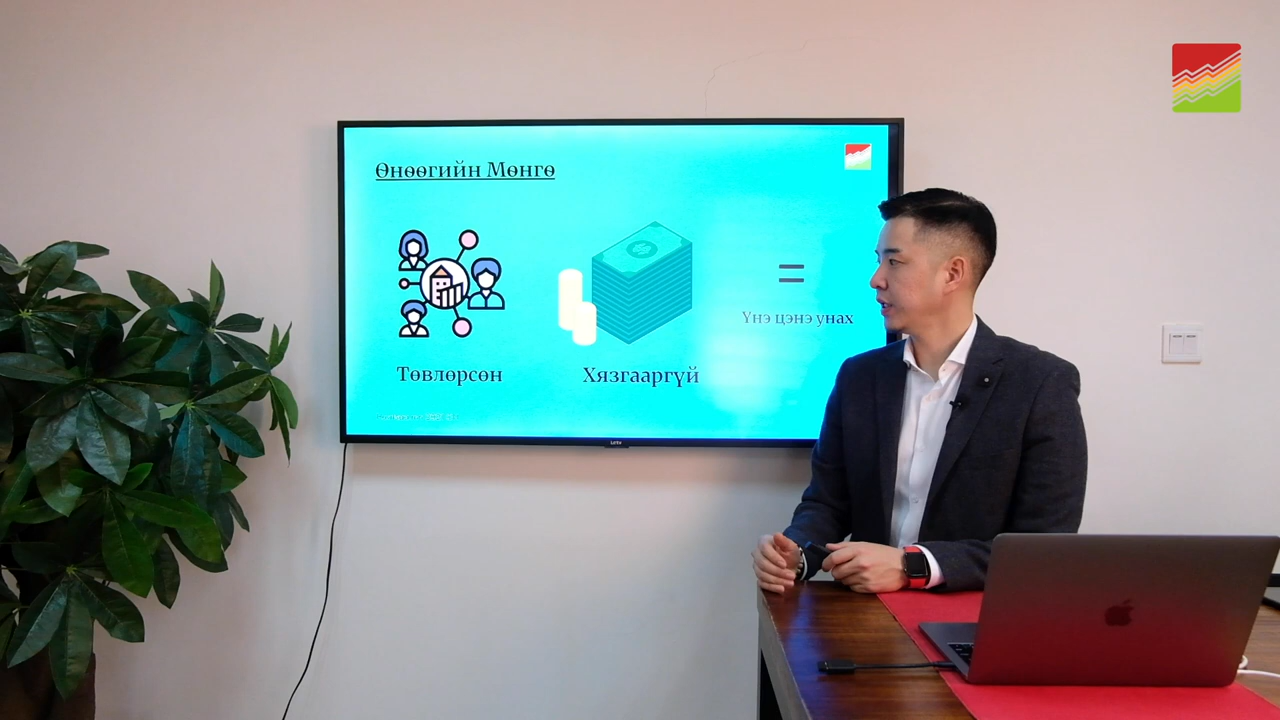 Өнөөгийн Мөнгө
Төвлөрсөн
Хязгааргүй
=
Үнэ цэнэ унах